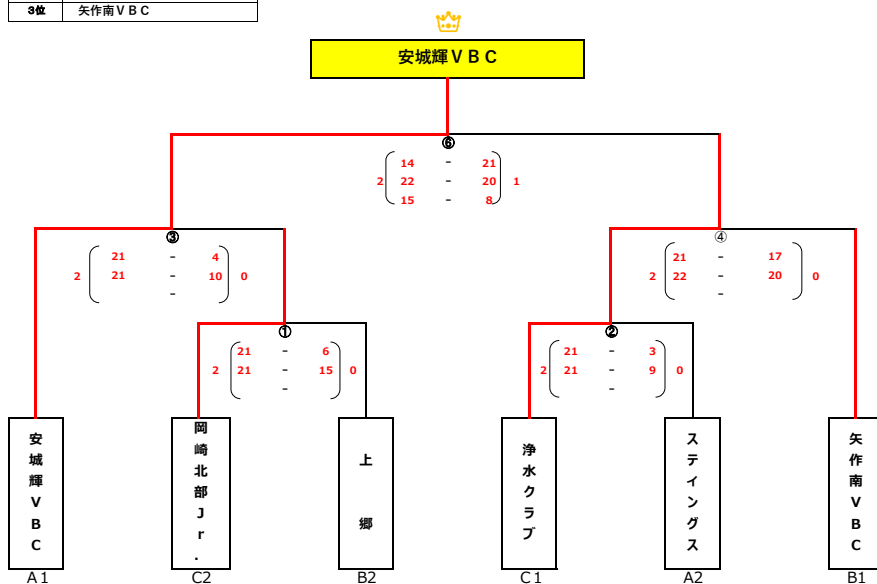 3位 矢作南ＶＢＣ
安城輝ＶＢＣ
⑥
14 - 21
2 22 - 20 1
15 - 8
③
21 - 4
2 21 - 10 0
-
④
21 - 17
2 22 - 20 0
-
①
21 - 6
2 21 - 15 0
-
②
21 - 3
2 21 - 9 0
-
安城輝ＶＢＣ
岡崎北部Ｊｒ．
上郷
浄水クラブ
スティングス
矢作南ＶＢＣ
A1 C2 B2 C1 A2 B1